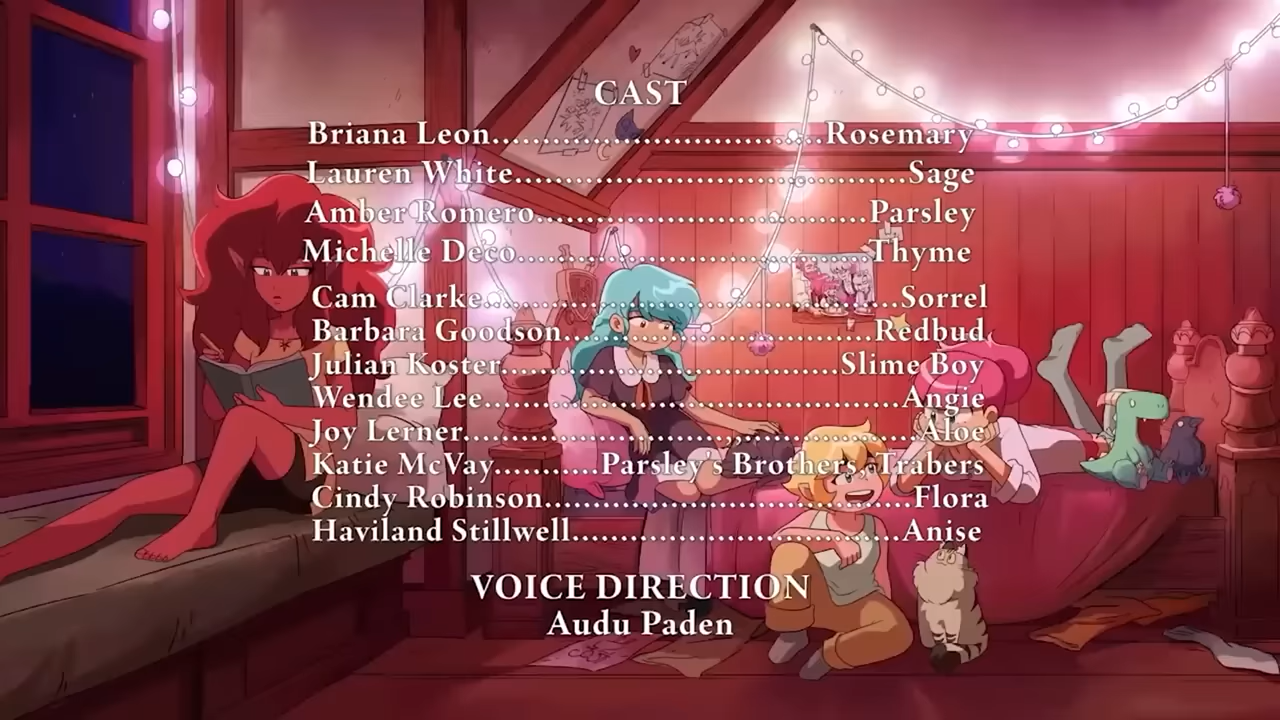 CAST
Briana Leon..................................Rosemary
Lauren White........................................Sage
Amber Romero.................................Parsley
Michelle Deco...................................Thyme
Cam Clarke..........................................Sorrel
Barbara Goodson...............................Redbud
Julian Koster..................................Slime Boy
Wendee Lee..........................................Angie
Joy Lerner..............................................Aloe
Katie McVay..........Parsley's Brothers, Trabers
Cindy Robinson.....................................Flora
Haviland Stillwell.................................Anise
VOICE DIRECTION
Audu Paden